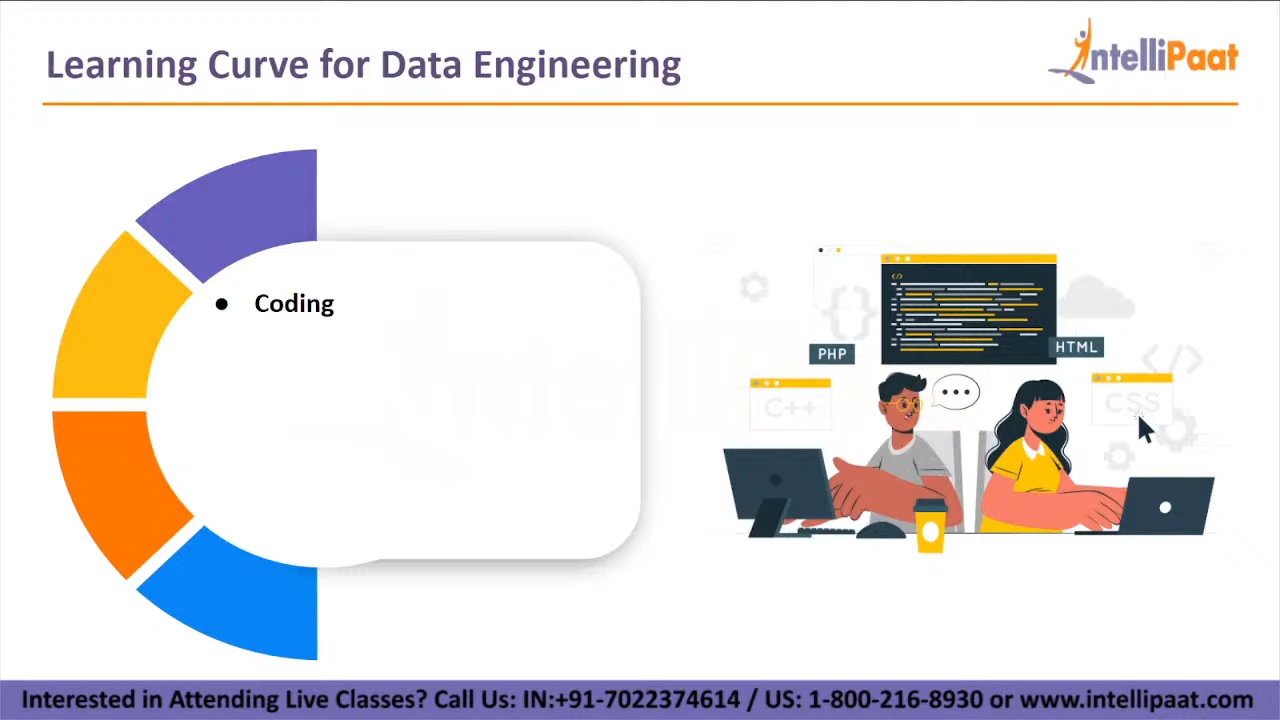 Learning Curve for Data Engineering
IntelliPaat
● Coding
</>
PHP
HTML
C++
CSS
Interested in Attending Live Classes? Call Us: IN:+91-7022374614 / US: 1-800-216-8930 or www.intellipaat.com